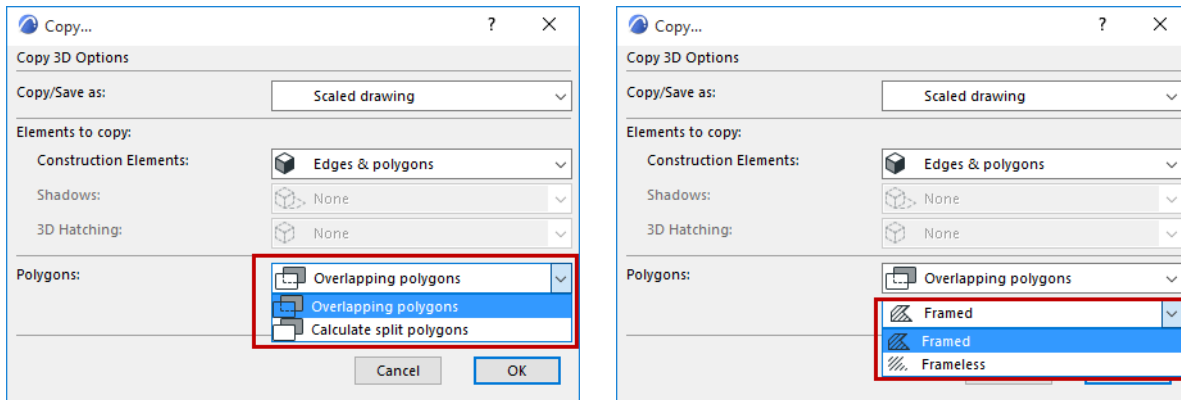 Copy... ?
Copy 3D Options
Copy/Save as: Scaled drawing
Elements to copy:
Construction Elements: Edges & polygons
Shadows: None
3D Hatching: None
Polygons: Overlapping polygons
Overlapping polygons
Calculate split polygons
Cancel OK
Copy... ?
Copy 3D Options
Copy/Save as: Scaled drawing
Elements to copy:
Construction Elements: Edges & polygons
Shadows: None
3D Hatching: None
Polygons: Overlapping polygons
Framed
Framed
Frameless